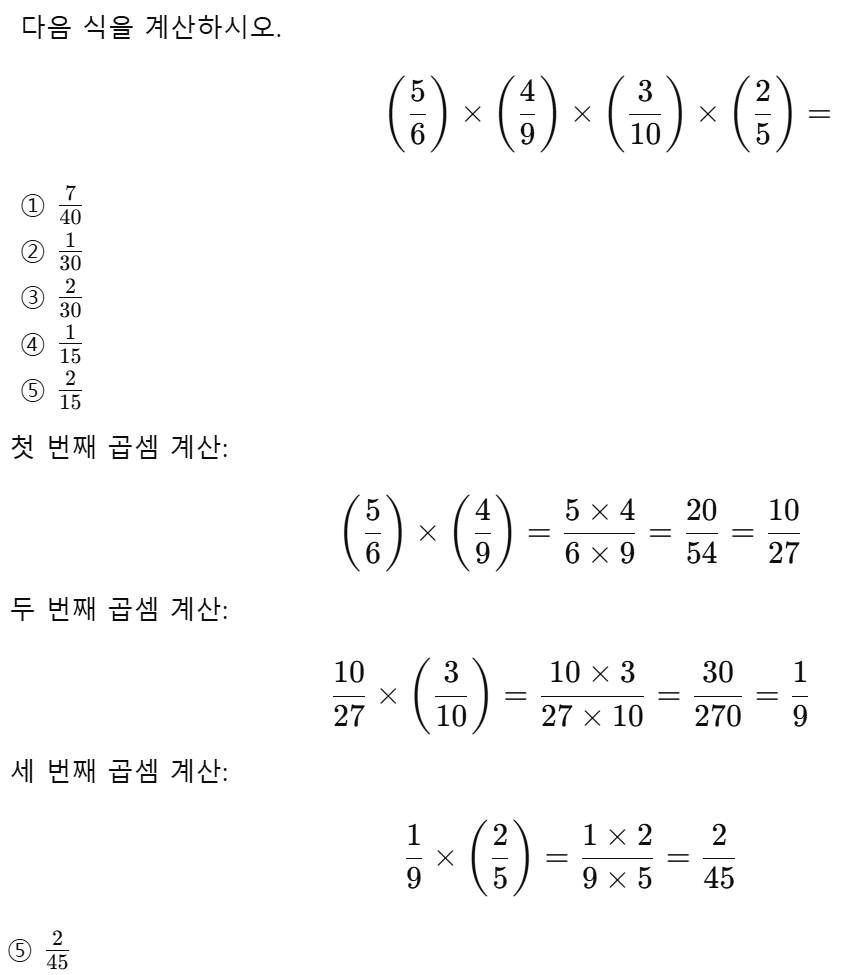 다음 식을 계산하시오.
(5/6) × (4/9) × (3/10) × (2/5) =
① 7/40
② 1/30
③ 2/30
④ 1/15
⑤ 2/15
첫 번째 곱셈 계산:
(5/6) × (4/9) = (5 × 4)/(6 × 9) = 20/54 = 10/27
두 번째 곱셈 계산:
10/27 × (3/10) = (10 × 3)/(27 × 10) = 30/270 = 1/9
세 번째 곱셈 계산:
1/9 × (2/5) = (1 × 2)/(9 × 5) = 2/45
⑤ 2/45